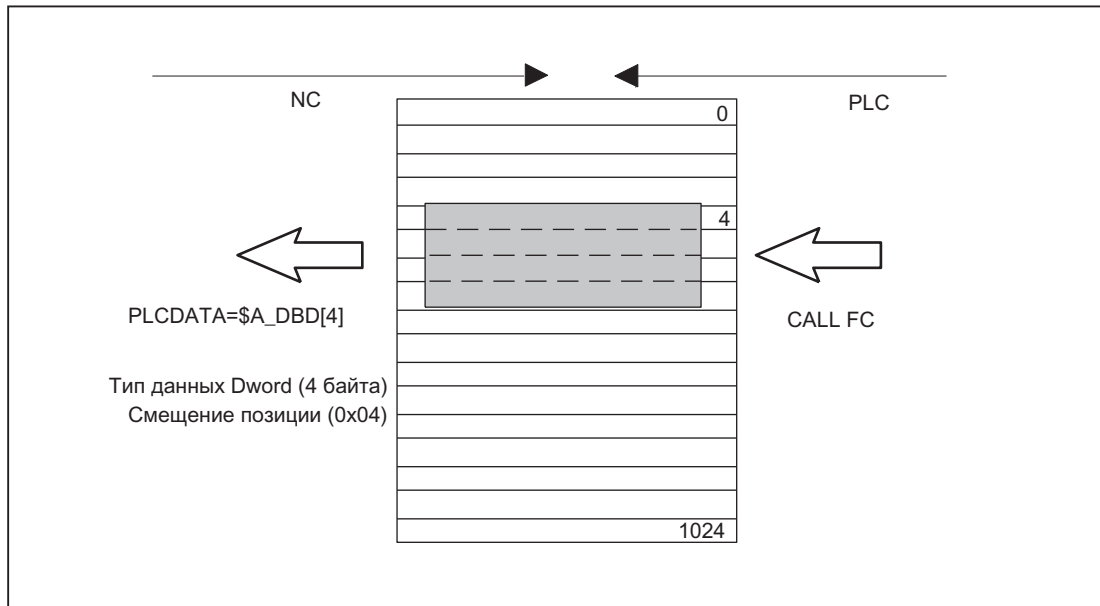 NC
PLC
0
4
PLCDATA=$A_DBD[4]
CALL FC
Тип данных Dword (4 байта)
Смещение позиции (0x04)
1024